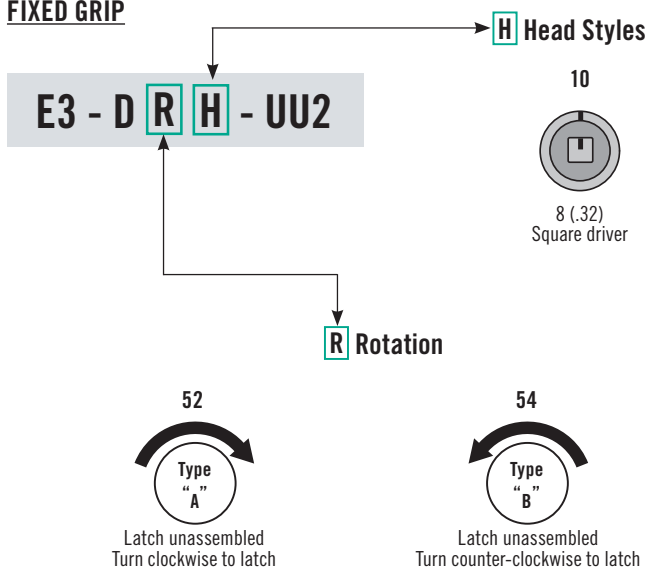 FIXED GRIP
H Head Styles
E3 - D R H - UU2
10
8 (.32)
Square driver
R Rotation
52
Type
“A”
Latch unassembled
Turn clockwise to latch
54
Type
“B”
Latch unassembled
Turn counter-clockwise to latch